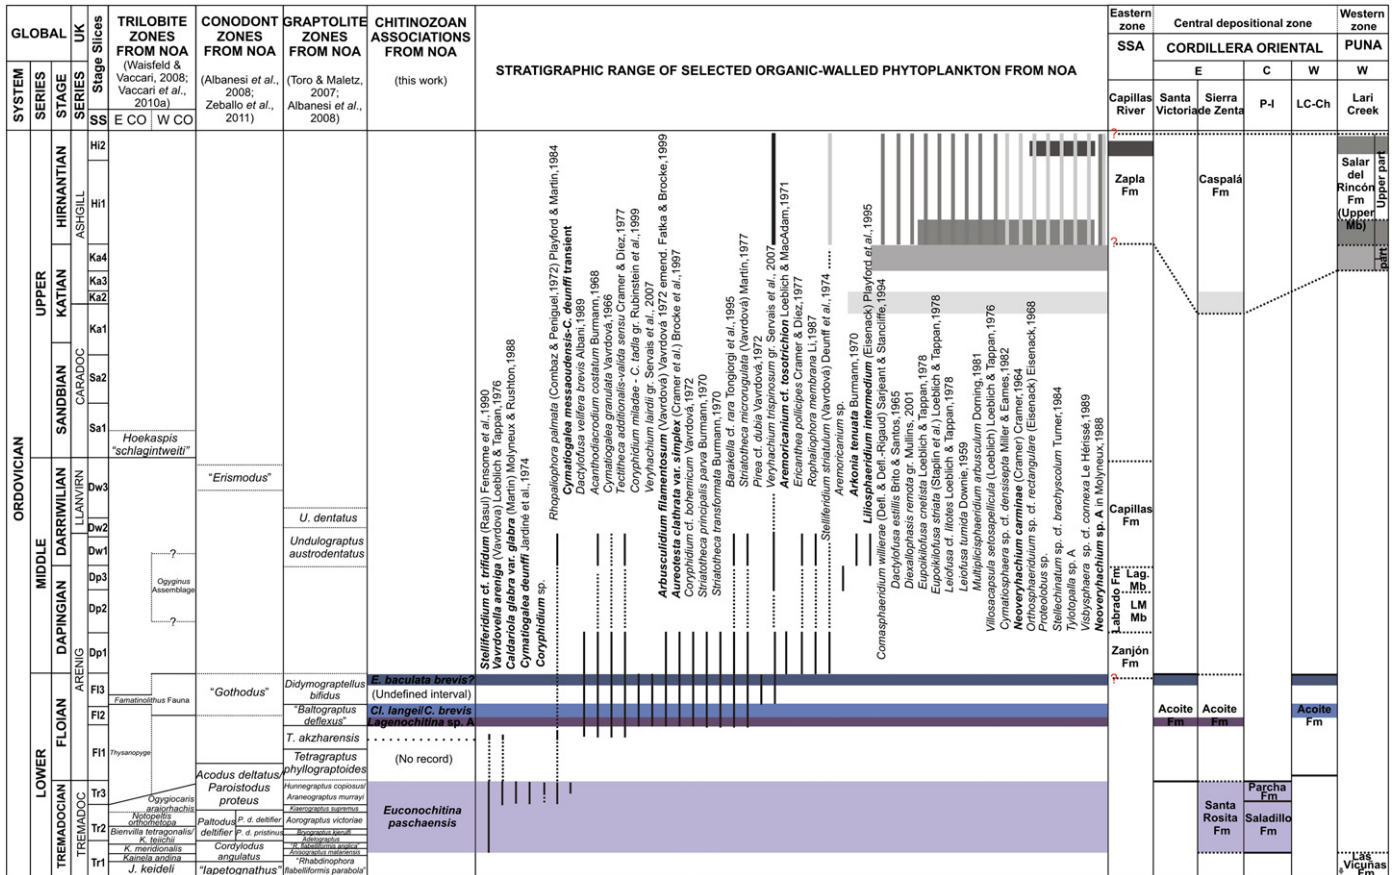 GLOBAL
UK
SYSTEM
SERIES
STAGE
SERIES
Stage Slices
SS
TRILOBITE
ZONES
FROM NOA
(Waisfeld &
Vaccari, 2008;
Vaccari et al.,
2010a)
E CO
W CO
CONODONT
ZONES
FROM NOA
(Albanesi et al.,
2008;
Zeballo et al.,
2011)
GRAPTOLITE
ZONES
FROM NOA
(Toro & Maletz,
2007;
Albanesi et al.,
2008)
CHITINOZOAN
ASSOCIATIONS
FROM NOA
(this work)
STRATIGRAPHIC RANGE OF SELECTED ORGANIC-WALLED PHYTOPLANKTON FROM NOA
Eastern
zone
Central depositional zone
Western
zone
SSA
CORDILLERA ORIENTAL
PUNA
E
C
W
W
Capillas
River
Santa
Victoria
Sierra
de Zenta
P-I
LC-Ch
Lari
Creek
ORDOVICIAN
UPPER
MIDDLE
LOWER
HIRNANTIAN
KATIAN
SANDBIAN
DARRIWILIAN
DAPINGIAN
FLOIAN
TREMADOCIAN
ASHGILL
CARADOC
LLANVIRN
ARENIG
TREMADOC
Hi2
Hi1
Ka4
Ka3
Ka2
Ka1
Sa2
Sa1
Dw3
Dw2
Dw1
Dp3
Dp2
Dp1
Fl3
Fl2
Fl1
Tr3
Tr2
Tr1
Hoekaspis
"schlagintweiti"
?
Ogyginus
Assemblage
?
Famatinolithus Fauna
Thysanopyge
Ogygiocaris
araiorhachis
Notopeltis
orthometopa
Bienvilla tetragonalis/
K. teiichii
K. meridionalis
Kainela andina
J. keideli
"Erismodus"
"Gothodus"
Acodus deltatus/
Paroistodus
proteus
Paltodus
deltifer
P. d. deltifer
P. d. pristinus
Cordylodus
angulatus
"Iapetognathus"
U. dentatus
Undulograptus
austrodentatus
Didymograptellus
bifidus
"Baltograptus
deflexus"
T. akzharensis
Tetragraptus
phyllograptoides
Hunnegraptus copiosus/
Araneograptus murrayi
Kiaerograptus supremus
Aorograptus victoriae
Bryograptus kjerulfi
Adelograptus
"R. flabelliformis anglica"
Anisograptus matanensis
"Rhabdinophora
flabelliformis parabola"
E. baculata brevis?
(Undefined interval)
Cl. langei/C. brevis
Lagenochitina sp. A
(No record)
Euconochitina
paschaensis
Stelliferidium cf. trifidum (Rasul) Fensome et al.,1990
Vavrdovella areniga (Vavrdova) Loeblich & Tappan,1976
Caldariola glabra var. glabra (Martin) Molyneux & Rushton,1988
Cymatiogalea deunffi Jardiné et al.,1974
Coryphidium sp.
Rhopaliophora palmata (Combaz & Peniguel,1972) Playford & Martin,1984
Cymatiogalea messaoudensis-C. deunffi transient
Dactylofusa velifera brevis Albani,1989
Acanthodiacrodium costatum Burmann,1968
Cymatiogalea granulata Vavrdová,1966
Tectitheca additionalis-valida sensu Cramer & Díez,1977
Coryphidium miladae - C. tadla gr. Rubinstein et al.,1999
Veryhachium lairdii gr. Servais et al., 2007
Arbusculidium filamentosum (Vavrdová) Vavrdová 1972 emend. Fatka & Brocke,1999
Aureotesta clathrata var. simplex (Cramer et al.) Brocke et al.,1997
Coryphidium cf. bohemicum Vavrdová,1972
Striatotheca principalis parva Burmann,1970
Striatotheca transformata Burmann,1970
Barakella cf. rara Tongiorgi et al.,1995
Striatotheca microrugulata (Vavrdová) Martin,1977
Pirea cf. dubia Vavrdová,1972
Veryhachium trispinosum gr. Servais et al., 2007
Aremoricanium cf. tosotrichion Loeblich & MacAdam,1971
Ericanthea pollicipes Cramer & Díez,1977
Rophaliophora membrana Li,1987
Stelliferidium striatulum (Vavrdová) Deunff et al.,1974
Aremoricanium sp.
Arkonia tenuata Burmann,1970
Liliosphaeridium intermedium (Eisenack) Playford et al.,1995
Comasphaeridium williereae (Defl. & Defl.-Rigaud) Sarjeant & Stancliffe,1994
Dactylofusa estillis Brito & Santos,1965
Diexallophasis remota gr. Mullins, 2001
Eupoikilofusa cnetista Loeblich & Tappan,1978
Eupoikilofusa striata (Staplin et al.) Loeblich & Tappan,1978
Leiofusa cf. litotes Loeblich & Tappan,1978
Leiofusa tumida Downie,1959
Multiplicisphaeridium arbusculum Dorning,1981
Villosacapsula setosapellicula (Loeblich) Loeblich & Tappan,1976
Cymatiosphaera sp. cf. densisepta Miller & Eames,1982
Neoveryhachium carminae (Cramer) Cramer,1964
Orthosphaeridium sp. cf. rectangulare (Eisenack) Eisenack,1968
Proteolobus sp.
Stellechinatum sp. cf. brachyscolum Turner,1984
Tylotopalla sp. A
Visbysphaera sp. cf. connexa Le Hérissé,1989
Neoveryhachium sp. A in Molyneux,1988
?
Zapla
Fm
?
Capillas
Fm
Labrado Fm
Lag.
Mb
LM
Mb
Zanjón
Fm
?
Acoite
Fm
Caspalá
Fm
Acoite
Fm
Santa
Rosita
Fm
Parcha
Fm
Saladillo
Fm
Acoite
Fm
Salar
del
Rincón
Fm
(Upper
Mb)
Upper part
part
Las
Vicuñas
Fm